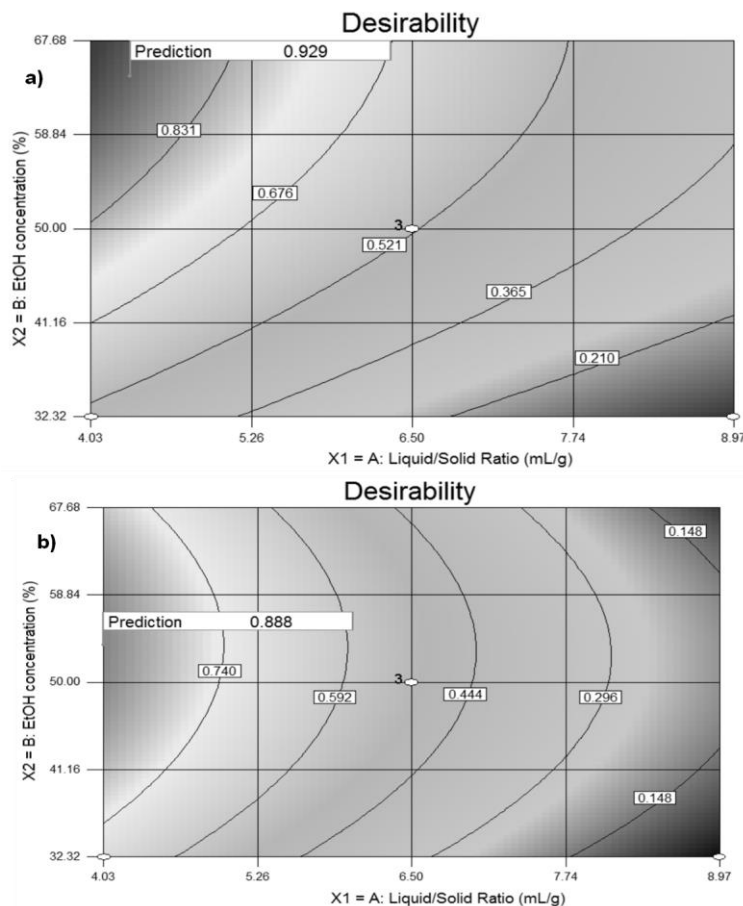 Desirability
67.68
Prediction 0.929
a)
58.84
0.831
0.676
X2 = B: EtOH concentration (%)
50.00
3
0.521
0.365
41.16
0.210
32.32
4.03 5.26 6.50 7.74 8.97
X1 = A: Liquid/Solid Ratio (mL/g)
Desirability
67.68
b)
0.148
58.84
Prediction 0.888
X2 = B: EtOH concentration (%)
50.00
0.740
3
0.592
0.444
0.296
41.16
0.148
32.32
4.03 5.26 6.50 7.74 8.97
X1 = A: Liquid/Solid Ratio (mL/g)